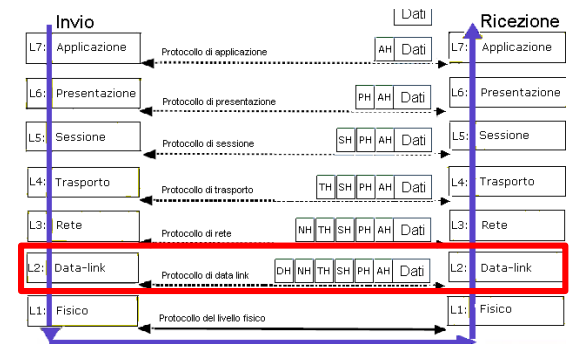 Invio
Dati
Ricezione
L7: Applicazione
Protocollo di applicazione
AH Dati
L7: Applicazione
L6: Presentazione
Protocollo di presentazione
PH AH Dati
L6: Presentazione
L5: Sessione
Protocollo di sessione
SH PH AH Dati
L5: Sessione
L4: Trasporto
Protocollo di trasporto
TH SH PH AH Dati
L4: Trasporto
L3: Rete
Protocollo di rete
NH TH SH PH AH Dati
L3: Rete
L2: Data-link
Protocollo di data link
DH NH TH SH PH AH Dati
L2: Data-link
L1: Fisico
Protocollo del livello fisico
L1: Fisico